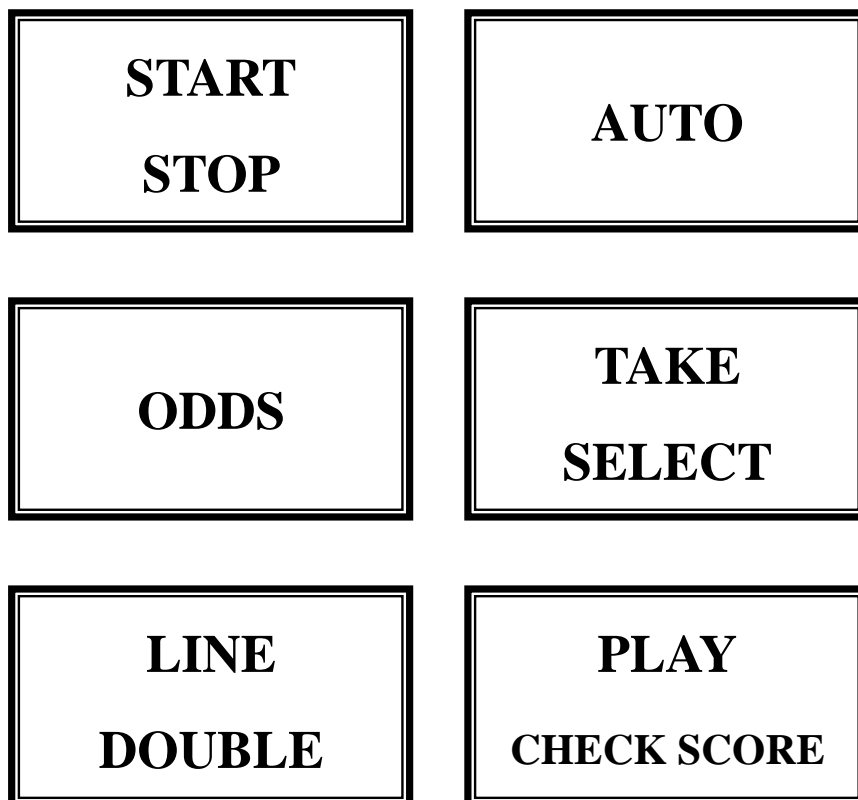 START
STOP
AUTO
ODDS
TAKE
SELECT
LINE
DOUBLE
PLAY
CHECK SCORE